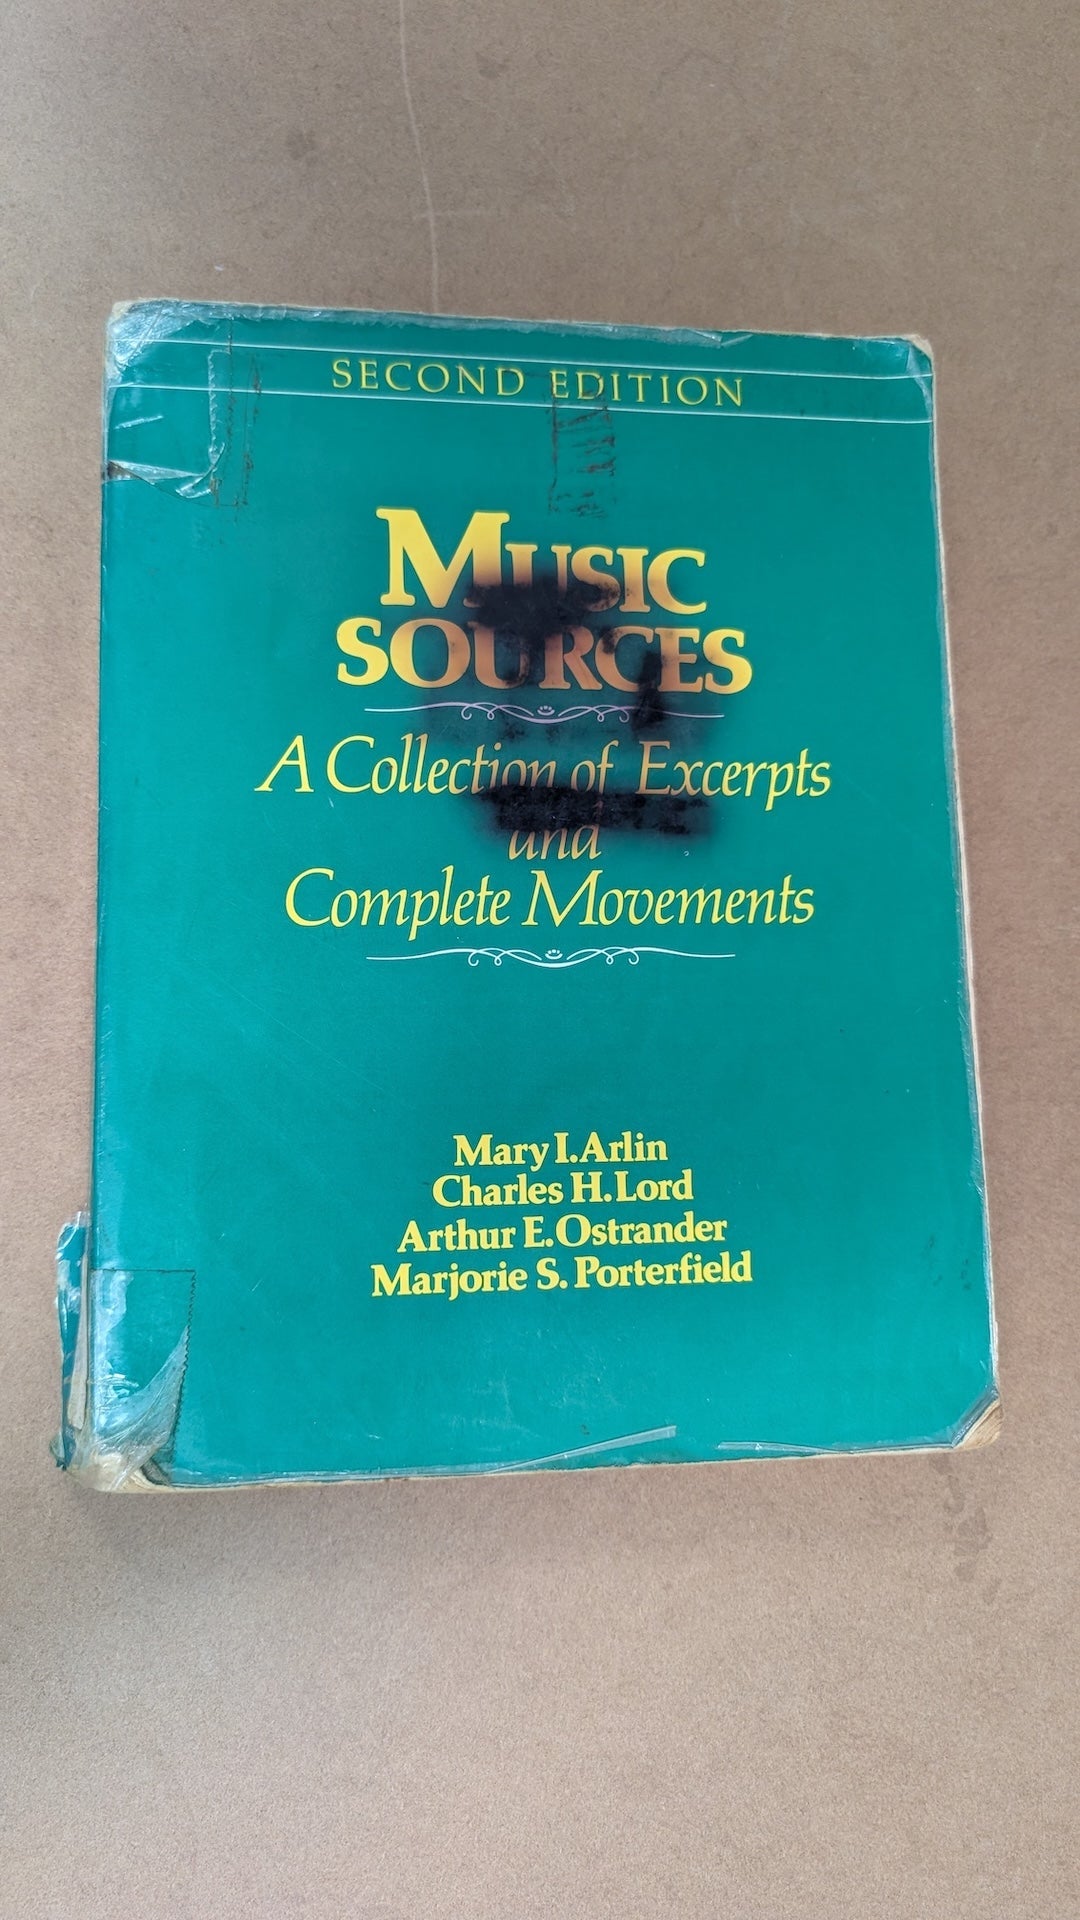 SECOND EDITION
MUSIC
SOURCES
A Collection of Excerpts
and
Complete Movements
Mary I. Arlin
Charles H. Lord
Arthur E. Ostrander
Marjorie S. Porterfield